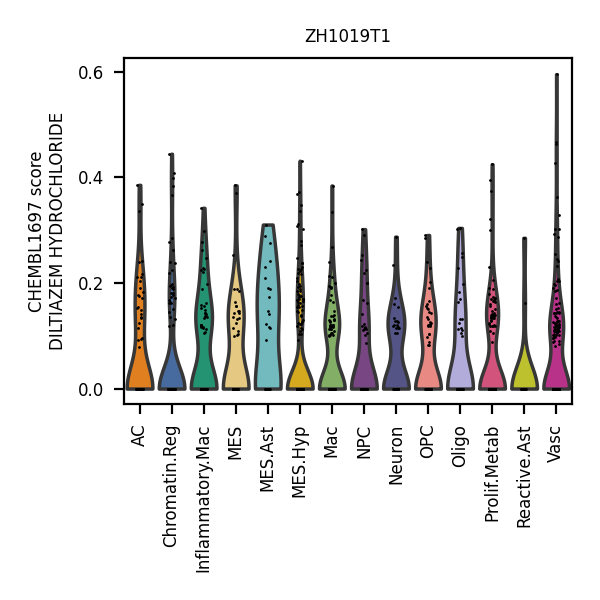 ZH1019T1
CHEMBL1697 score
DILTIAZEM HYDROCHLORIDE
0.6
0.4
0.2
0.0
AC
Chromatin.Reg
Inflammatory.Mac
MES
MES.Ast
MES.Hyp
Mac
NPC
Neuron
OPC
Oligo
Prolif.Metab
Reactive.Ast
Vasc